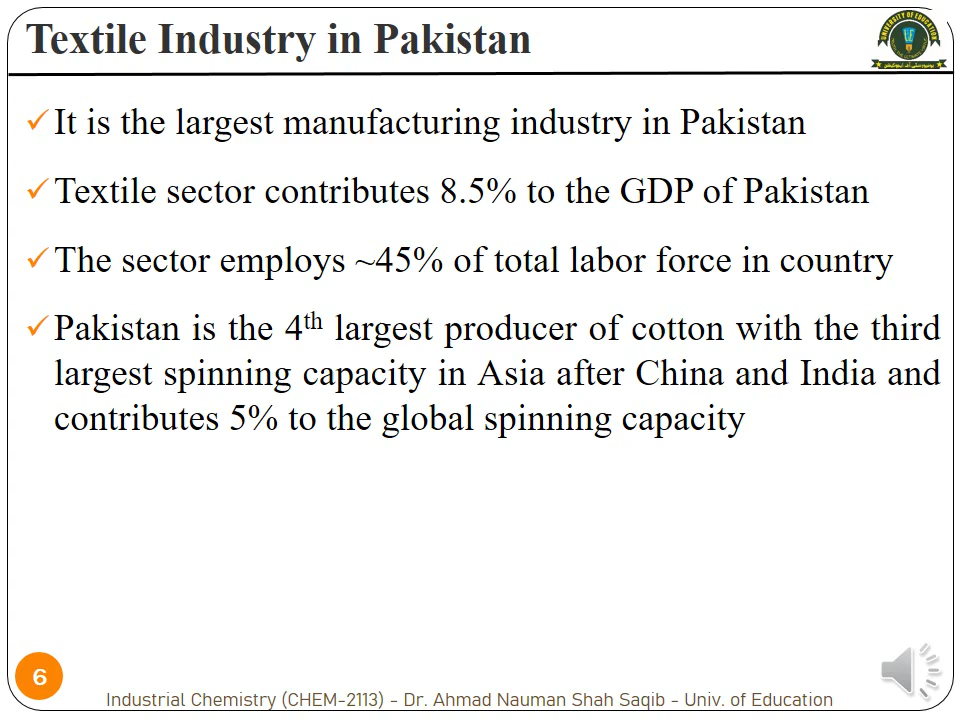 Textile Industry in Pakistan
UNIVERSITY OF EDUCATION
✓It is the largest manufacturing industry in Pakistan
✓Textile sector contributes 8.5% to the GDP of Pakistan
✓The sector employs ~45% of total labor force in country
✓Pakistan is the 4th largest producer of cotton with the third
largest spinning capacity in Asia after China and India and
contributes 5% to the global spinning capacity
6
Industrial Chemistry (CHEM-2113) - Dr. Ahmad Nauman Shah Saqib - Univ. of Education